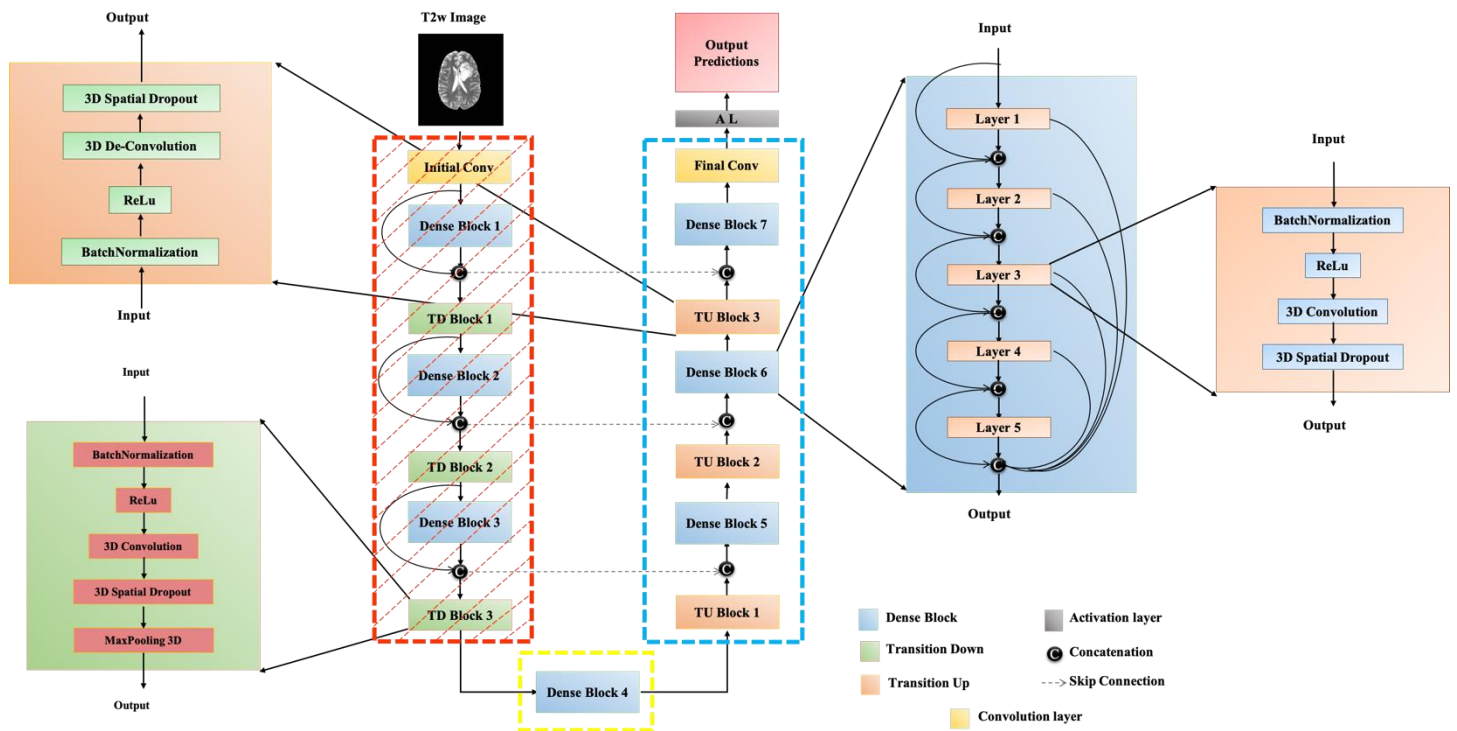 Output
3D Spatial Dropout
3D De-Convolution
ReLu
BatchNormalization
Input
Input
BatchNormalization
ReLu
3D Convolution
3D Spatial Dropout
MaxPooling 3D
Output
T2w Image
Initial Conv
Dense Block 1
C
TD Block 1
Dense Block 2
C
TD Block 2
Dense Block 3
C
TD Block 3
Dense Block 4
Output
Predictions
A L
Final Conv
Dense Block 7
C
TU Block 3
Dense Block 6
C
TU Block 2
Dense Block 5
C
TU Block 1
Input
Layer 1
C
Layer 2
C
Layer 3
C
Layer 4
C
Layer 5
C
Output
Input
BatchNormalization
ReLu
3D Convolution
3D Spatial Dropout
Output
Dense Block
Transition Down
Transition Up
Activation layer
C
Concatenation
Skip Connection
Convolution layer